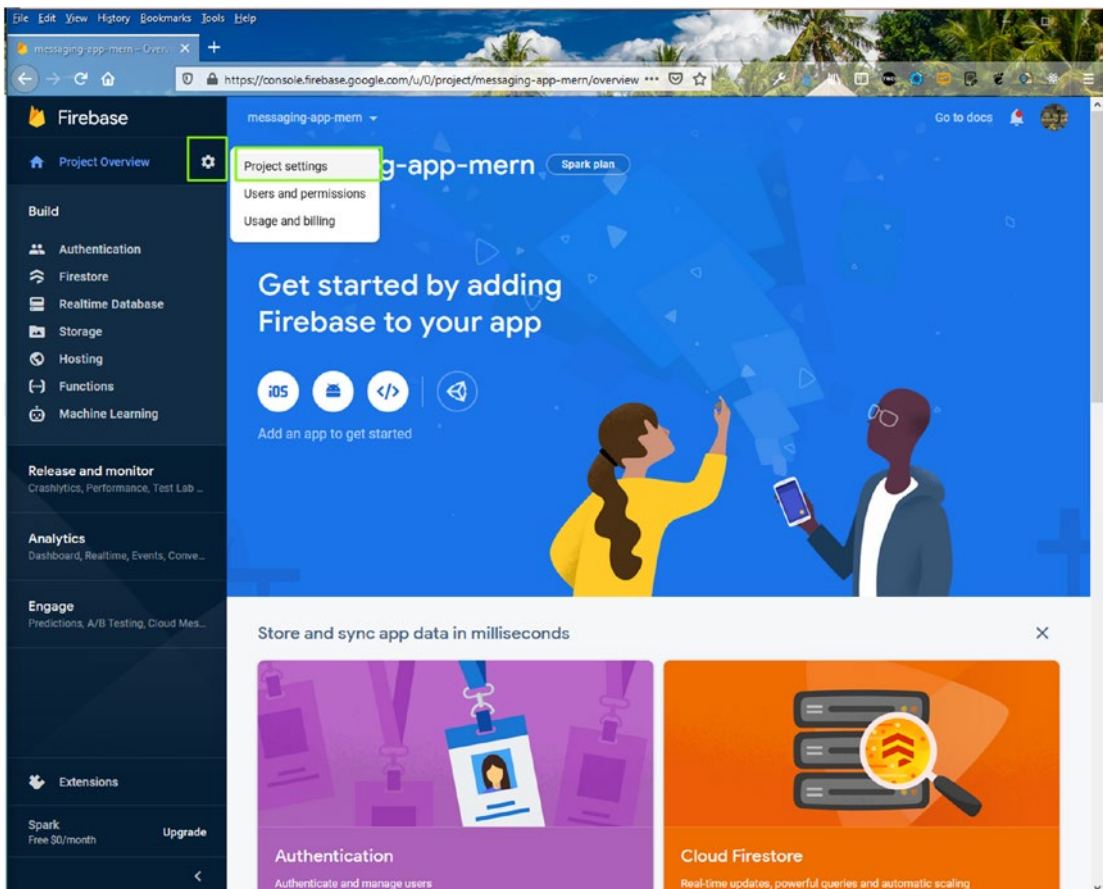 File Edit View History Bookmarks Tools Help
messaging-app-mern – Overv
https://console.firebase.google.com/u/0/project/messaging-app-mern/overview
Firebase
messaging-app-mern
Go to docs
Project Overview
Project settings
g-app-mern
Spark plan
Users and permissions
Usage and billing
Build
Authentication
Firestore
Realtime Database
Storage
Hosting
Functions
Machine Learning
Get started by adding
Firebase to your app
iOS
Add an app to get started
Release and monitor
Crashlytics, Performance, Test Lab ...
Analytics
Dashboard, Realtime, Events, Conve...
Engage
Predictions, A/B Testing, Cloud Mes...
Store and sync app data in milliseconds
Extensions
Spark
Free $0/month
Upgrade
Authentication
Authenticate and manage users
Cloud Firestore
Real-time updates, powerful queries and automatic scaling